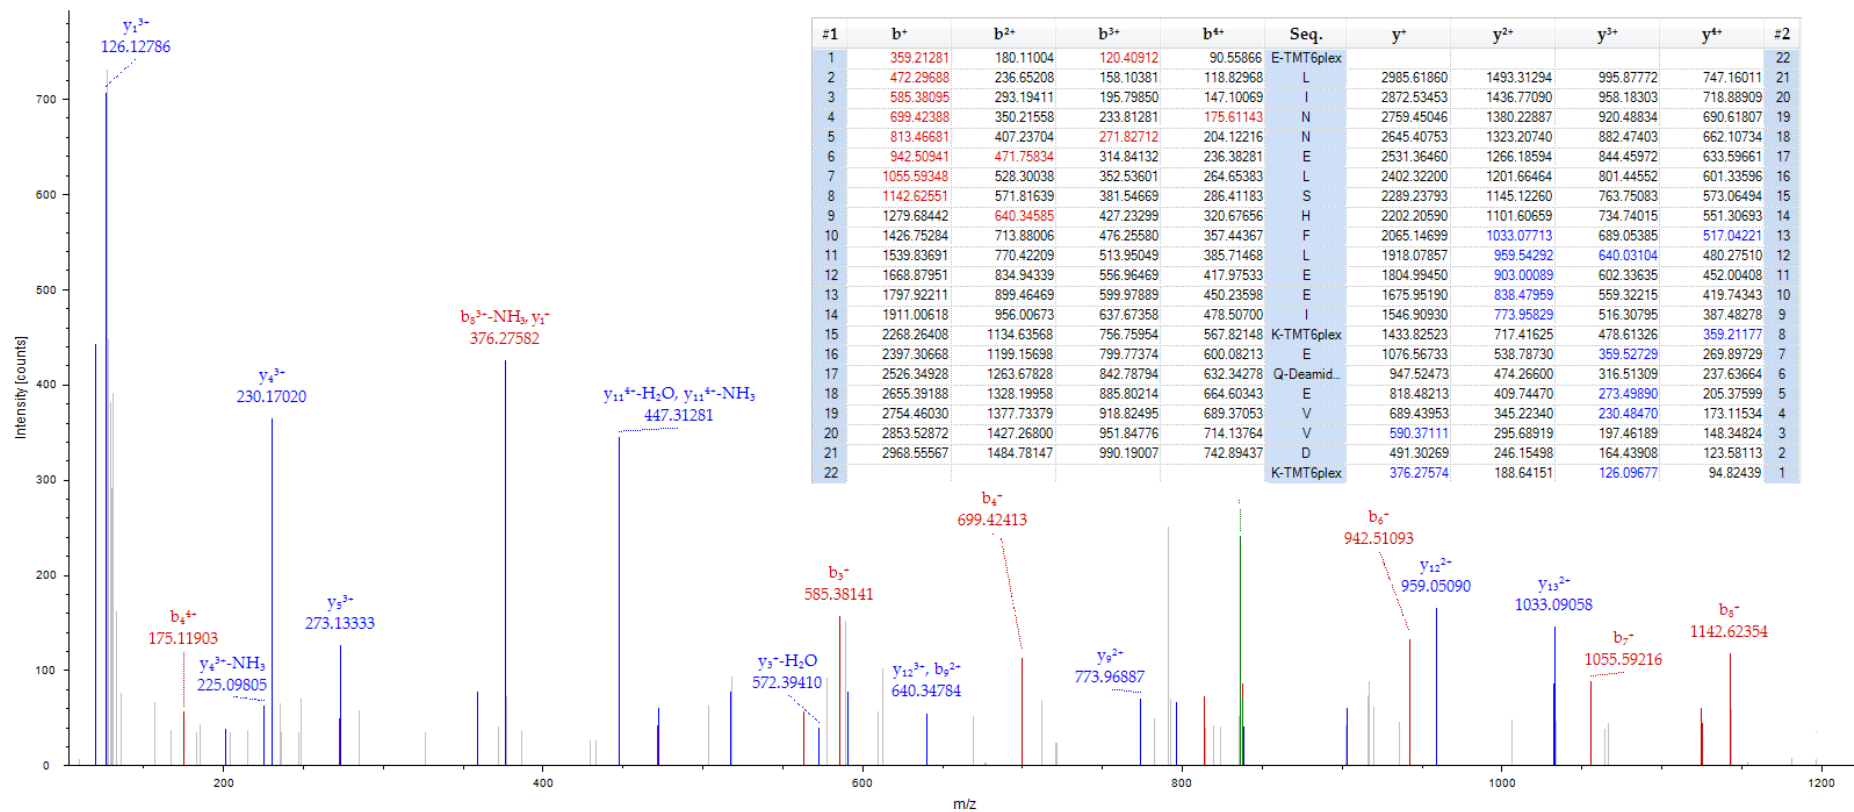 y₁³⁺
126.12786
y₄³⁺
230.17020
b₄⁴⁺
175.11903
y₄³⁺-NH₃
225.09805
y₅³⁺
273.13333
b₈³⁺-NH₃, y₁⁺
376.27582
y₁₁⁴⁺-H₂O, y₁₁⁴⁺-NH₃
447.31281
y₃⁺-H₂O
572.39410
b₃⁺
585.38141
y₁₂³⁺, b₉²⁺
640.34784
b₄⁺
699.42413
y₉²⁺
773.96887
b₆⁺
942.51093
y₁₂²⁺
959.05090
y₁₃²⁺
1033.09058
b₇⁺
1055.59216
b₈⁺
1142.62354
#1 b⁺ b²⁺ b³⁺ b⁴⁺ Seq. y⁺ y²⁺ y³⁺ y⁴⁺ #2
1 359.21281 180.11004 120.40912 90.55866 E-TMT6plex 22
2 472.29688 236.65208 158.10381 118.82968 L 2985.61860 1493.31294 995.87772 747.16011 21
3 585.38095 293.19411 195.79850 147.10069 I 2872.53453 1436.77090 958.18303 718.88909 20
4 699.42388 350.21558 233.81281 175.61143 N 2759.45046 1380.22887 920.48834 690.61807 19
5 813.46681 407.23704 271.82712 204.12216 N 2645.40753 1323.20740 882.47403 662.10734 18
6 942.50941 471.75834 314.84132 236.38281 E 2531.36460 1266.18594 844.45972 633.59661 17
7 1055.59348 528.30038 352.53601 264.65383 L 2402.32200 1201.66464 801.44552 601.33596 16
8 1142.62551 571.81639 381.54669 286.41183 S 2289.23793 1145.12260 763.75083 573.06494 15
9 1279.68442 640.34585 427.23299 320.67656 H 2202.20590 1101.60659 734.74015 551.30693 14
10 1426.75284 713.88006 476.25580 357.44367 F 2065.14699 1033.07713 689.05385 517.04221 13
11 1539.83691 770.42209 513.95049 385.71468 L 1918.07857 959.54292 640.03104 480.27510 12
12 1668.87951 834.94339 556.96469 417.97533 E 1804.99450 903.00089 602.33635 452.00408 11
13 1797.92211 899.46469 599.97889 450.23598 E 1675.95190 838.47959 559.32215 419.74343 10
14 1911.00618 956.00673 637.67358 478.50700 I 1546.90930 773.95829 516.30795 387.48278 9
15 2268.26408 1134.63568 756.75954 567.82148 K-TMT6plex 1433.82523 717.41625 478.61326 359.21177 8
16 2397.30668 1199.15698 799.77374 600.08213 E 1076.56733 538.78730 359.52729 269.89729 7
17 2526.34928 1263.67828 842.78794 632.34278 Q-Deamid... 947.52473 474.26600 316.51309 237.63664 6
18 2655.39188 1328.19958 885.80214 664.60343 E 818.48213 409.74470 273.49890 205.37599 5
19 2754.46030 1377.73379 918.82495 689.37053 V 689.43953 345.22340 230.48470 173.11534 4
20 2853.52872 1427.26800 951.84776 714.13764 V 590.37111 295.68919 197.46189 148.34824 3
21 2968.55567 1484.78147 990.19007 742.89437 D 491.30269 246.15498 164.43908 123.58113 2
22 K-TMT6plex 376.27574 188.64151 126.09677 94.82439 1
Intensity [counts]
700
600
500
400
300
200
100
0
200 400 600 800 1000 1200
m/z